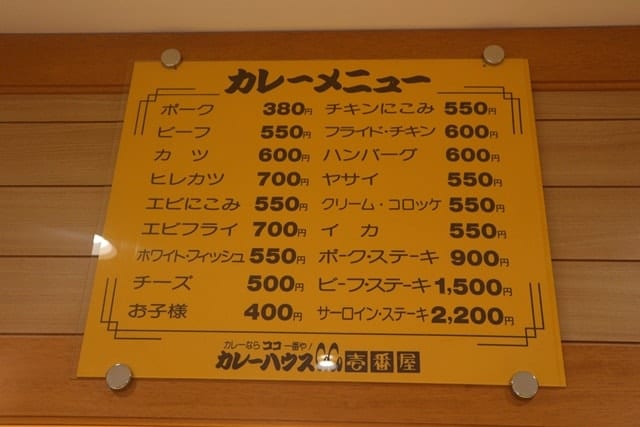 カレーメニュー
ポーク 380円 チキンにこみ 550円
ビーフ 550円 フライド・チキン 600円
カツ 600円 ハンバーグ 600円
ヒレカツ 700円 ヤサイ 550円
エビにこみ 550円 クリーム・コロッケ 550円
エビフライ 700円 イカ 550円
ホワイト・フィッシュ 550円 ポーク・ステーキ 900円
チーズ 500円 ビーフ・ステーキ 1,500円
お子様 400円 サーロイン・ステーキ 2,200円
カレーなら ココ一番や!
カレーハウス 壱番屋